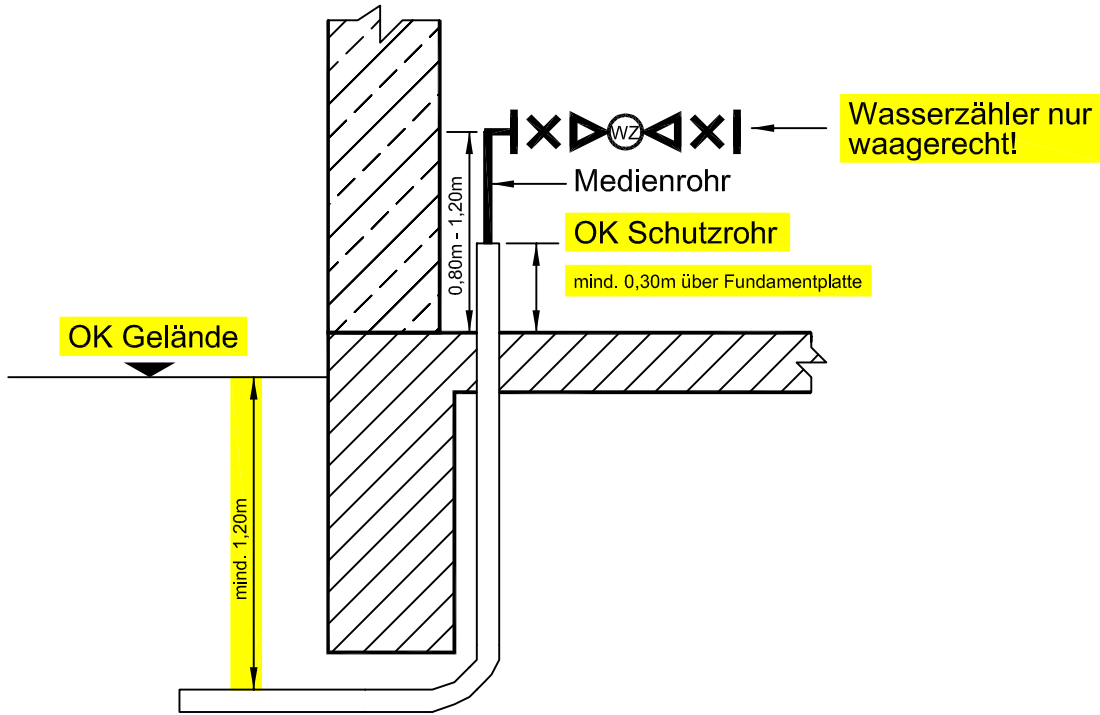 WZ
Wasserzähler nur
waagerecht!
Medienrohr
0,80m - 1,20m
OK Schutzrohr
mind. 0,30m über Fundamentplatte
OK Gelände
mind. 1,20m